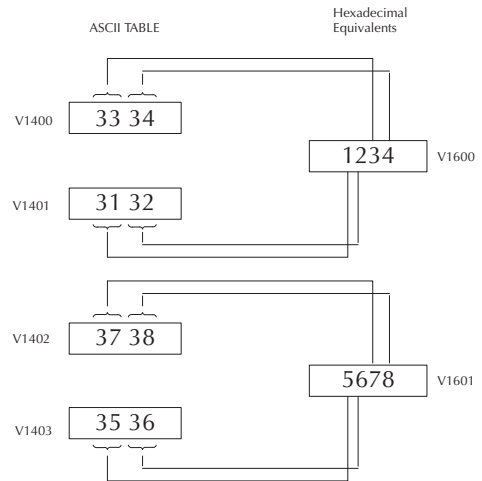 Hexadecimal
Equivalents
ASCII TABLE
V1400
33 34
1234
V1600
V1401
31 32
V1402
37 38
5678
V1601
V1403
35 36